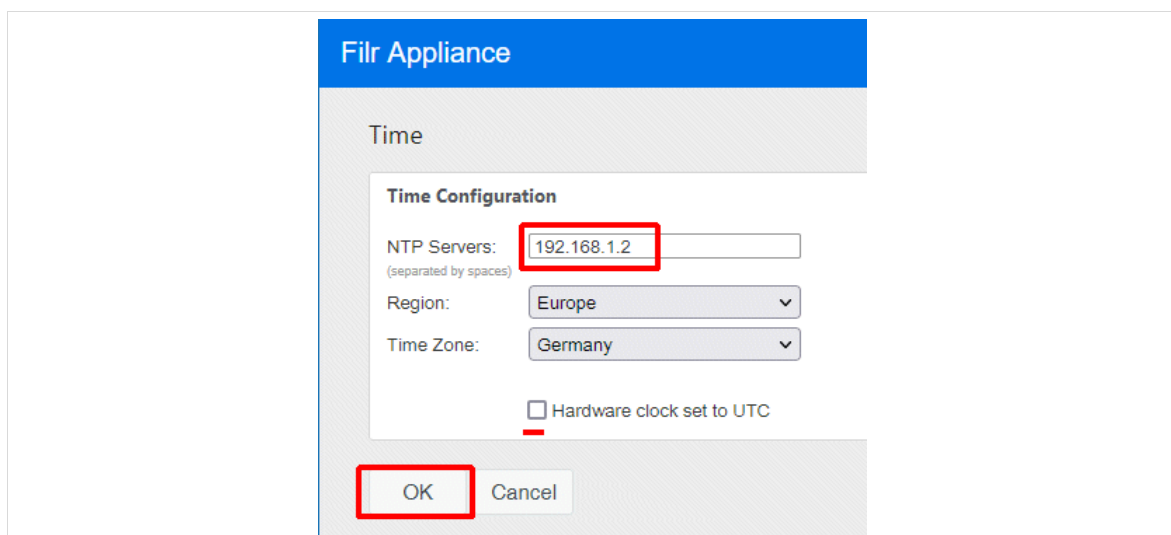 Filr Appliance
Time
Time Configuration
NTP Servers: 192.168.1.2
(separated by spaces)
Region: Europe
Time Zone: Germany
Hardware clock set to UTC
OK Cancel